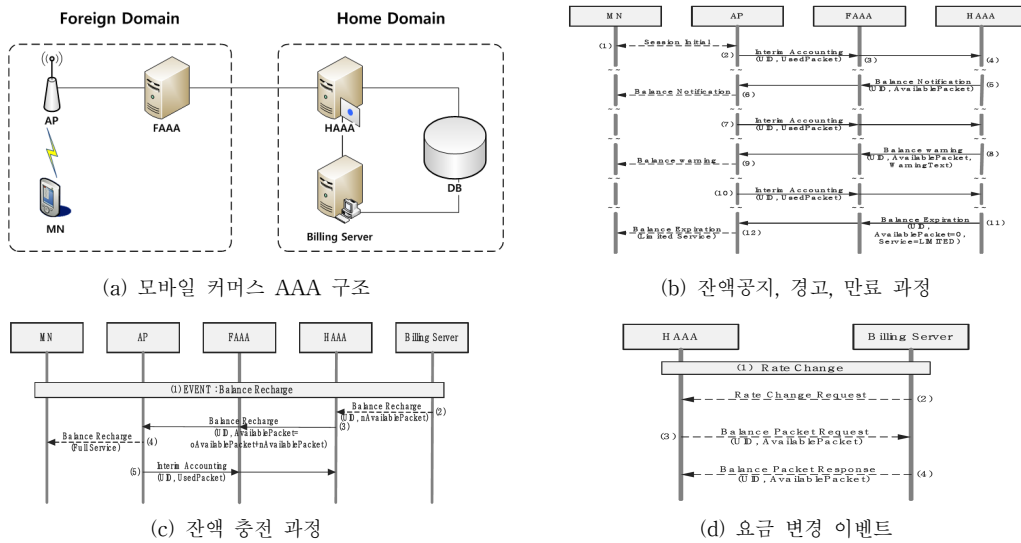 Foreign Domain
Home Domain
AP
FAAA
HAAA
MN
DB
Billing Server
(a) 모바일 커머스 AAA 구조
MN AP FAAA HAAA
(1) Session Initial
(2) Interim Accounting (3) (4)
(UID, UsedPacket)
Balance Notification (5)
(UID, AvailablePacket)
Balance Notification (6)
(7) Interim Accounting
(UID, UsedPacket)
Balance warning (8)
(UID, AvailablePacket,
WarningText)
Balance warning (9)
(10) Interim Accounting
(UID, UsedPacket)
Balance Expiration (11)
(UID,
AvailablePacket=0,
Service=LIMITED)
Balance Expiration (12)
(Limited Service)
(b) 잔액공지, 경고, 만료 과정
MN AP FAAA HAAA Billing Server
(1) EVENT : Balance Recharge
Balance Recharge (2)
(UID, nAvailablePacket)
Balance Recharge (3)
(UID, AvailablePacket=
oAvailablePacket+nAvailablePacket)
Balance Recharge (4)
(Full Service)
(5) Interim Accounting
(UID, UsedPacket)
(c) 잔액 충전 과정
HAAA Billing Server
(1) Rate Change
Rate Change Request (2)
(3) Balance Packet Request
(UID, AvailablePacket)
Balance Packet Response (4)
(UID, AvailablePacket)
(d) 요금 변경 이벤트